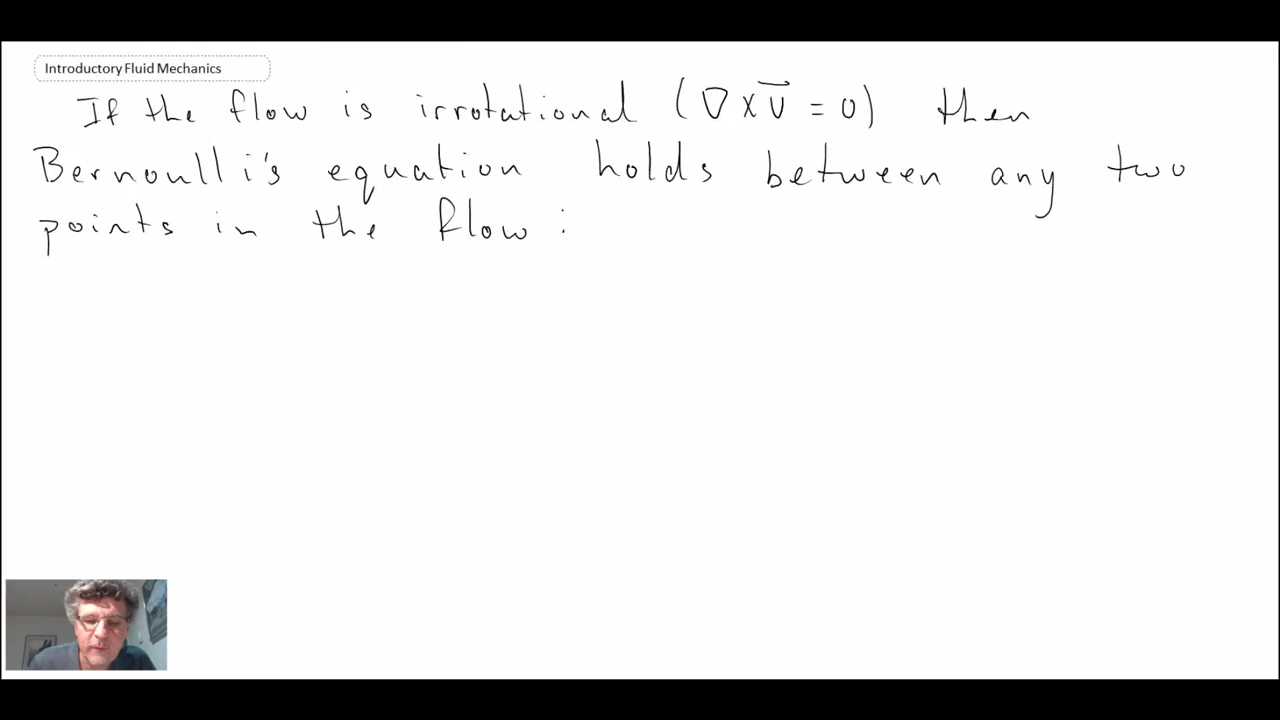 Introductory Fluid Mechanics
If the flow is irrotational (∇×v⃗ = 0) then
Bernoulli's equation holds between any two
points in the flow :